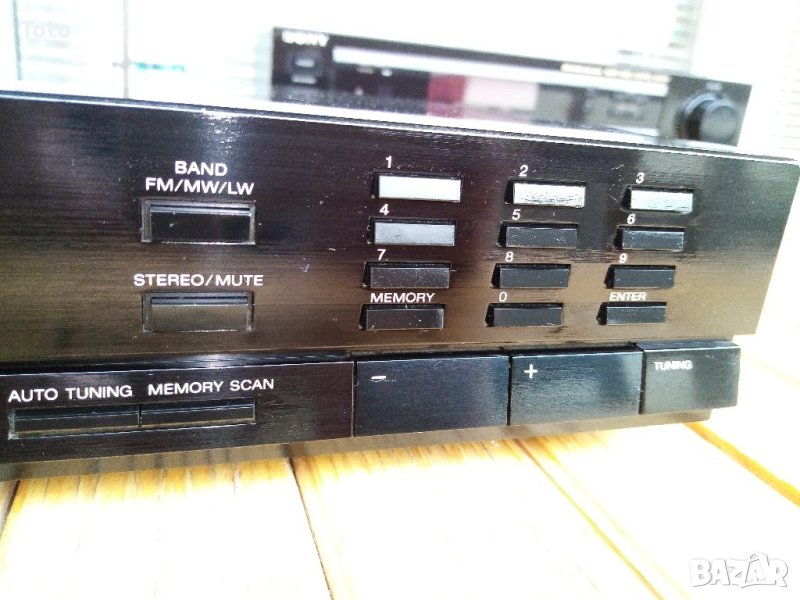 Toto
SONY
BAND
FM/MW/LW
1
2
3
4
5
6
STEREO/MUTE
7
8
9
MEMORY
0
ENTER
AUTO TUNING
MEMORY SCAN
-
+
TUNING
BAZAR